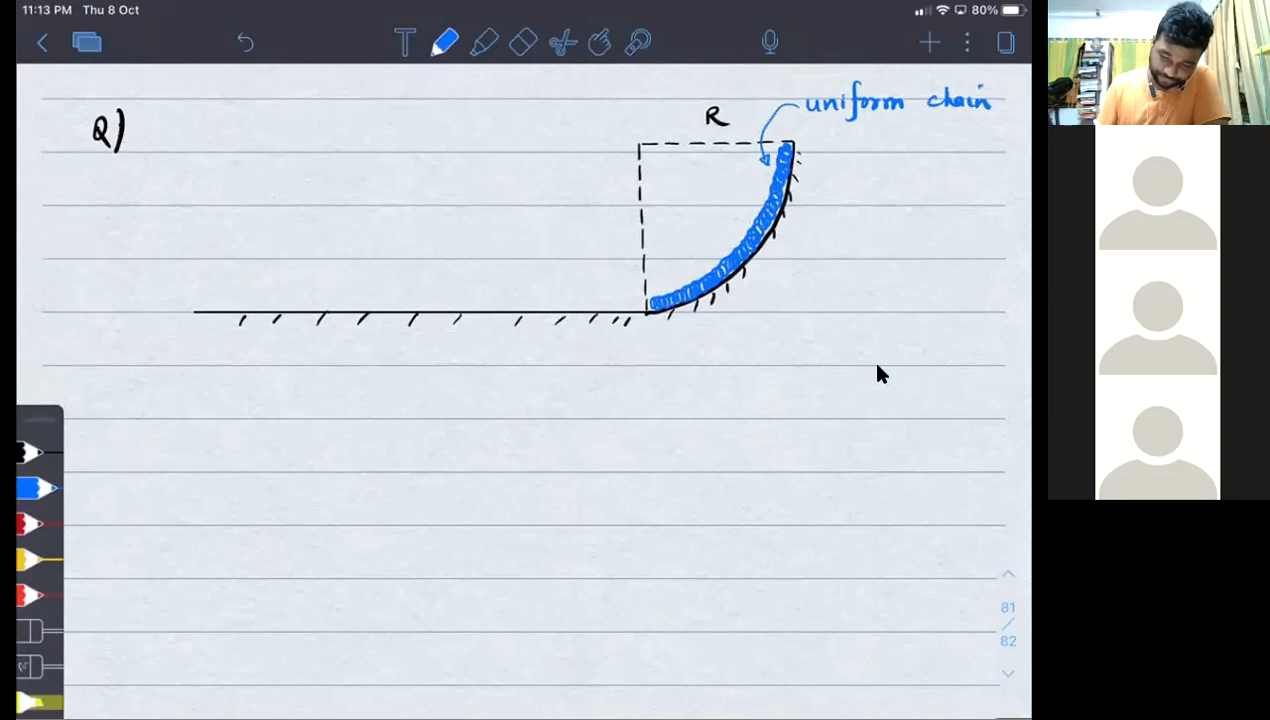 11:13 PM Thu 8 Oct
80%
T
uniform chain
R
Q)
81
/
82